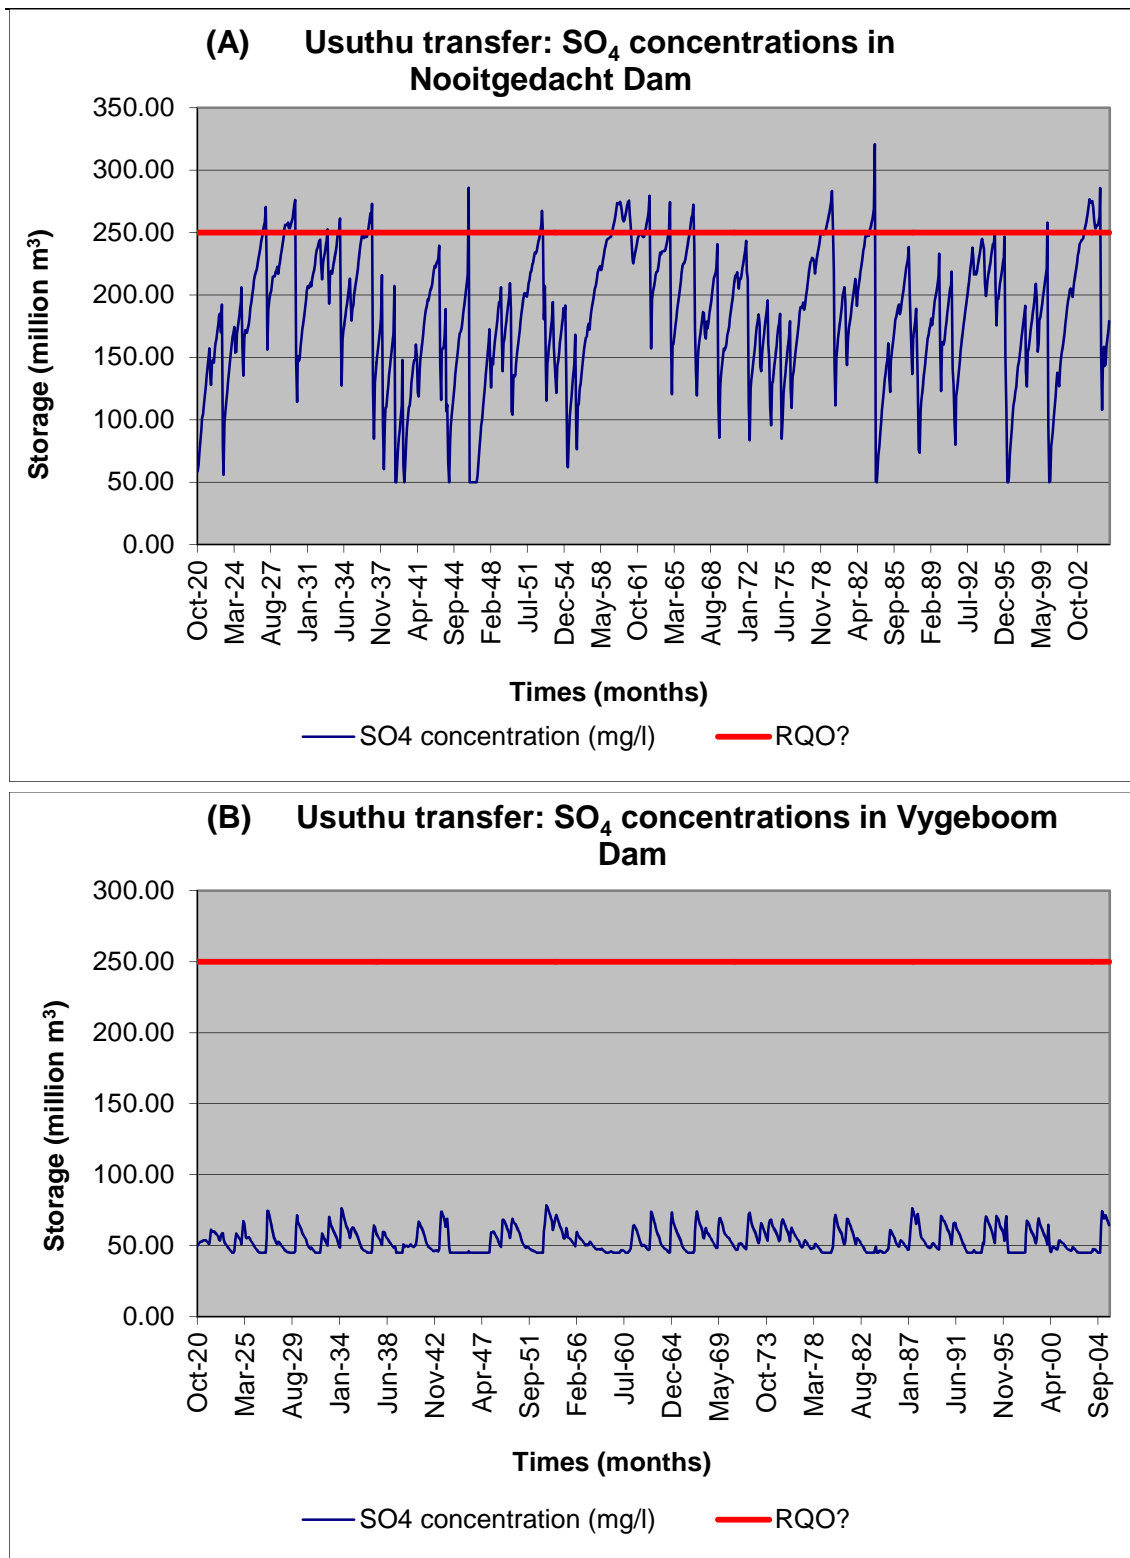 (A) Usuthu transfer: SO4 concentrations in
Nooitgedacht Dam
350.00
300.00
250.00
200.00
150.00
100.00
50.00
0.00
Storage (million m³)
Oct-20
Mar-24
Aug-27
Jan-31
Jun-34
Nov-37
Apr-41
Sep-44
Feb-48
Jul-51
Dec-54
May-58
Oct-61
Mar-65
Aug-68
Jan-72
Jun-75
Nov-78
Apr-82
Sep-85
Feb-89
Jul-92
Dec-95
May-99
Oct-02
Times (months)
SO4 concentration (mg/l)
RQO?
(B) Usuthu transfer: SO4 concentrations in Vygeboom
Dam
300.00
250.00
200.00
150.00
100.00
50.00
0.00
Storage (million m³)
Oct-20
Mar-25
Aug-29
Jan-34
Jun-38
Nov-42
Apr-47
Sep-51
Feb-56
Jul-60
Dec-64
May-69
Oct-73
Mar-78
Aug-82
Jan-87
Jun-91
Nov-95
Apr-00
Sep-04
Times (months)
SO4 concentration (mg/l)
RQO?